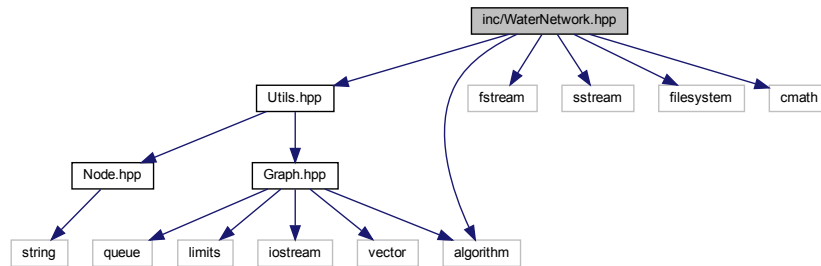 inc/WaterNetwork.hpp
Utils.hpp
fstream
sstream
filesystem
cmath
Node.hpp
Graph.hpp
string
queue
limits
iostream
vector
algorithm